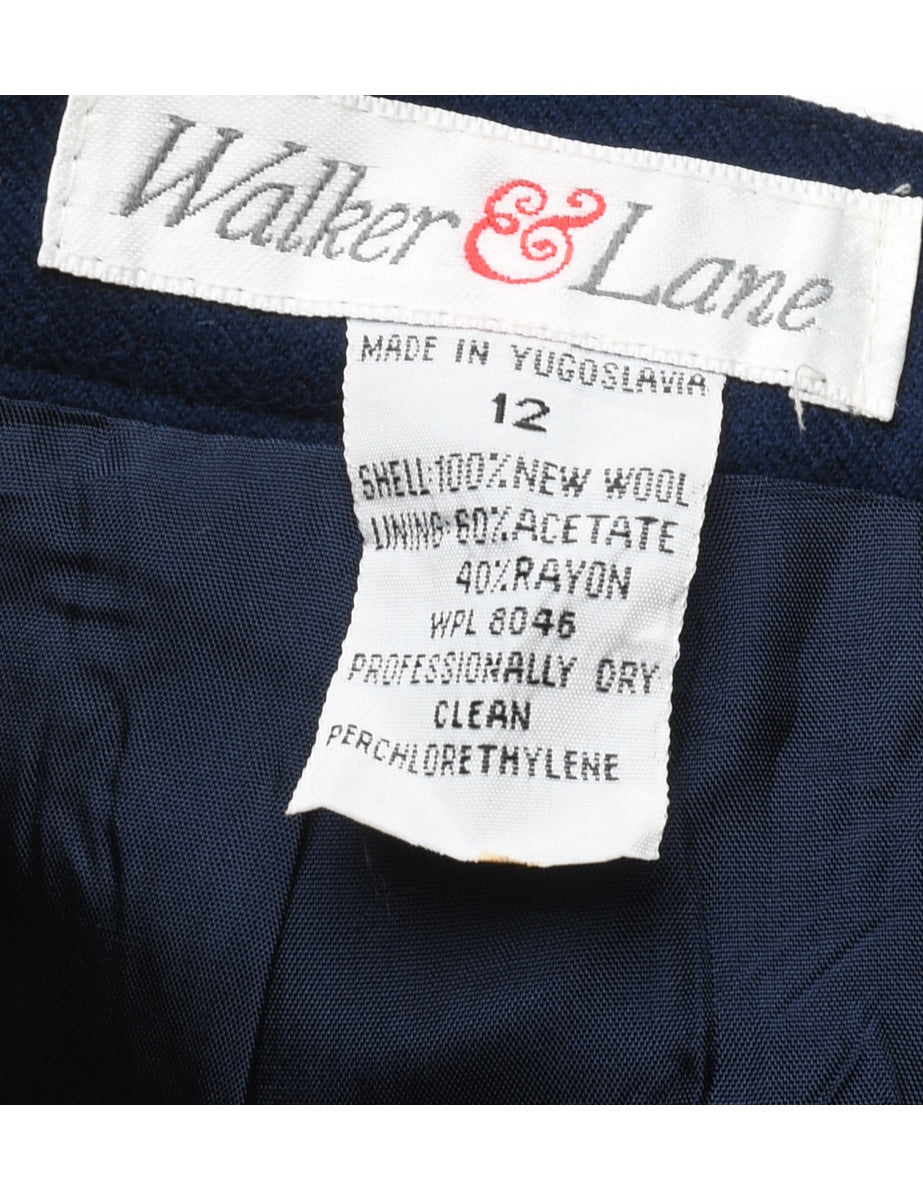 Walker & Lane
MADE IN YUGOSLAVIA
12
SHELL:100%NEW WOOL
LINING:60%ACETATE
40%RAYON
WPL 8046
PROFESSIONALLY DRY
CLEAN
PERCHLORETHYLENE